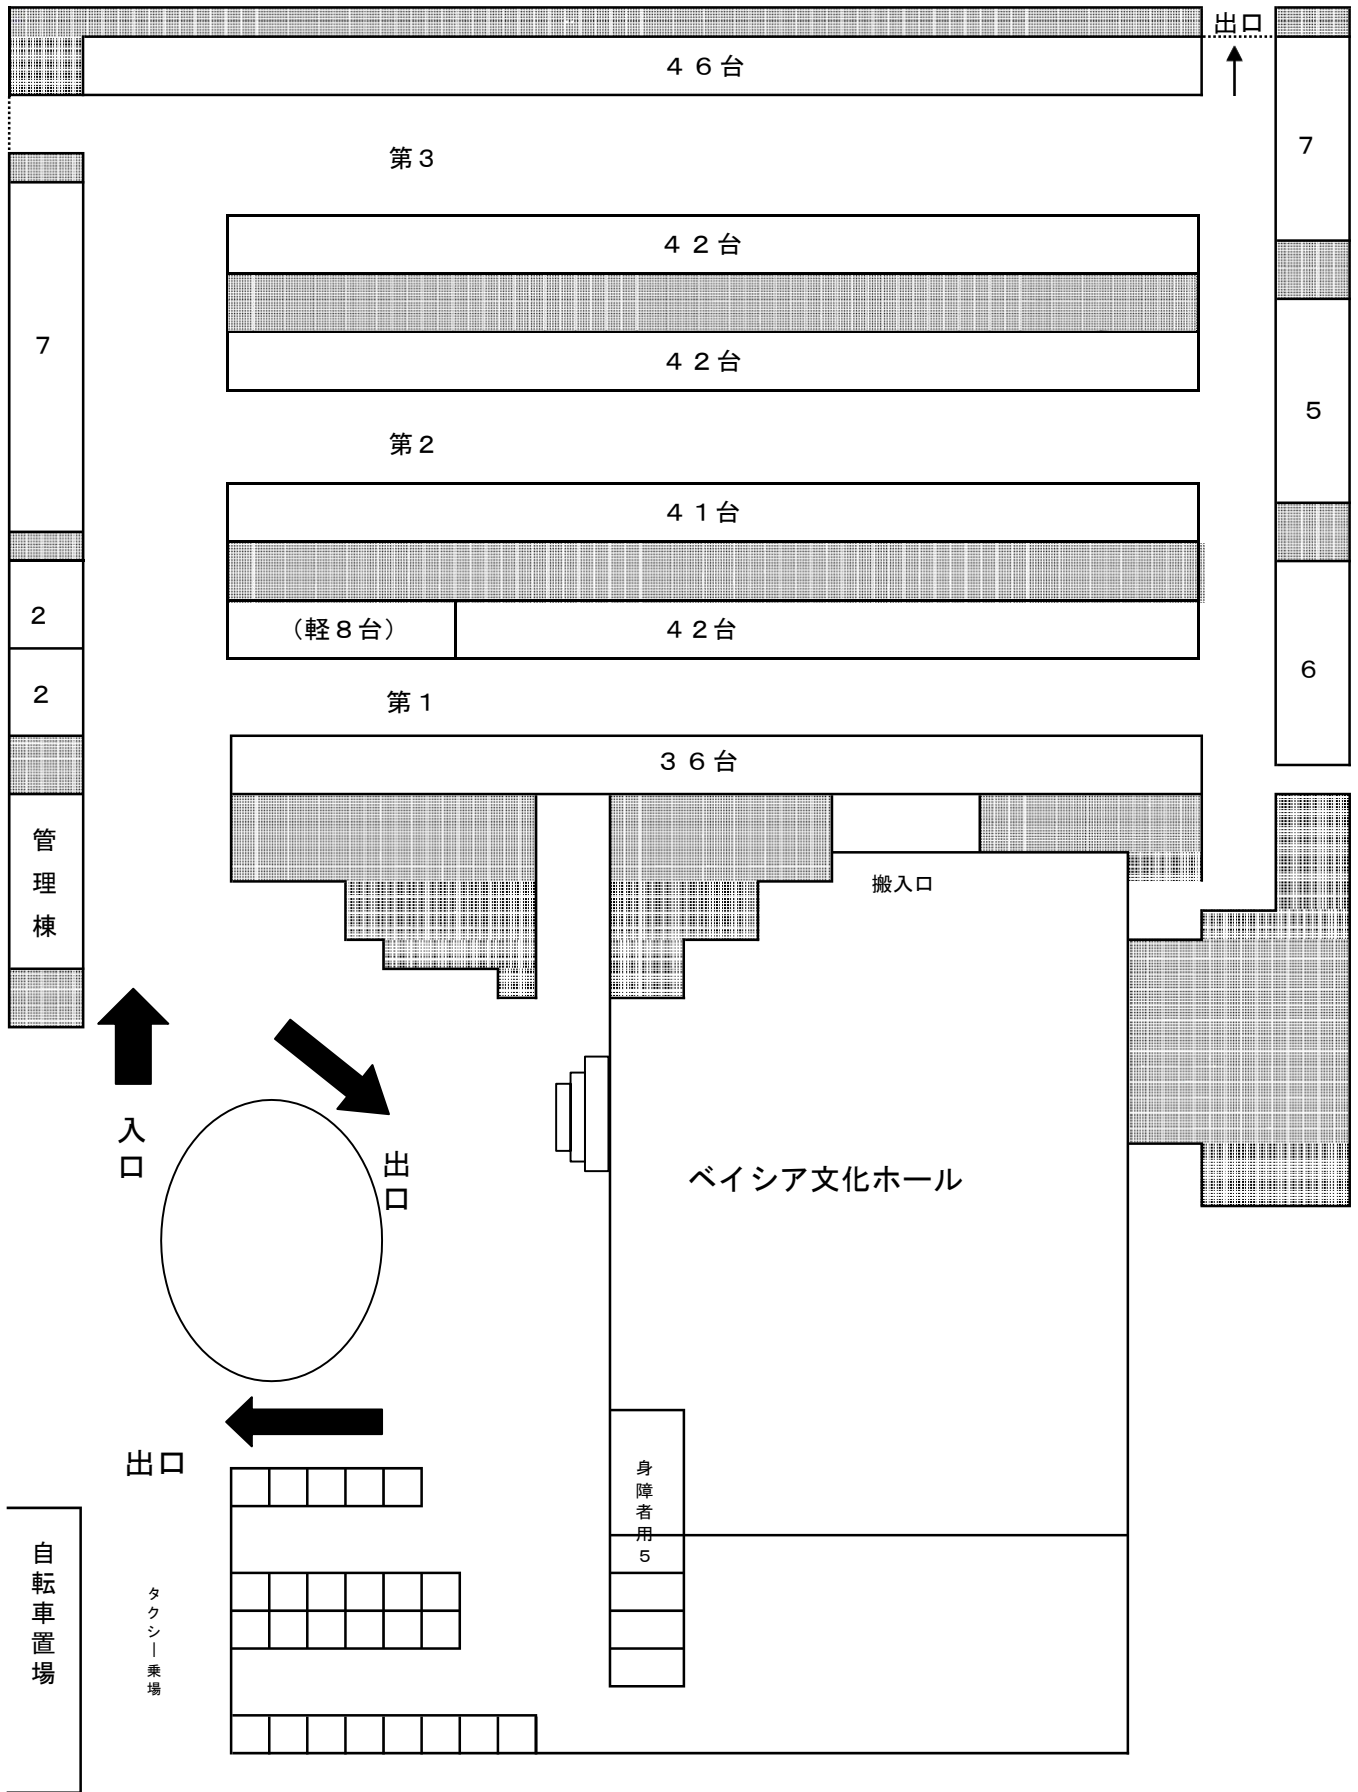 出口
４６台
７
第３
４２台
７
４２台
５
第２
４１台
２
（軽８台）
４２台
２
６
第１
３６台
管理棟
搬入口
入口
出口
ベイシア文化ホール
出口
身障者用５
自転車置場
タクシー乗場